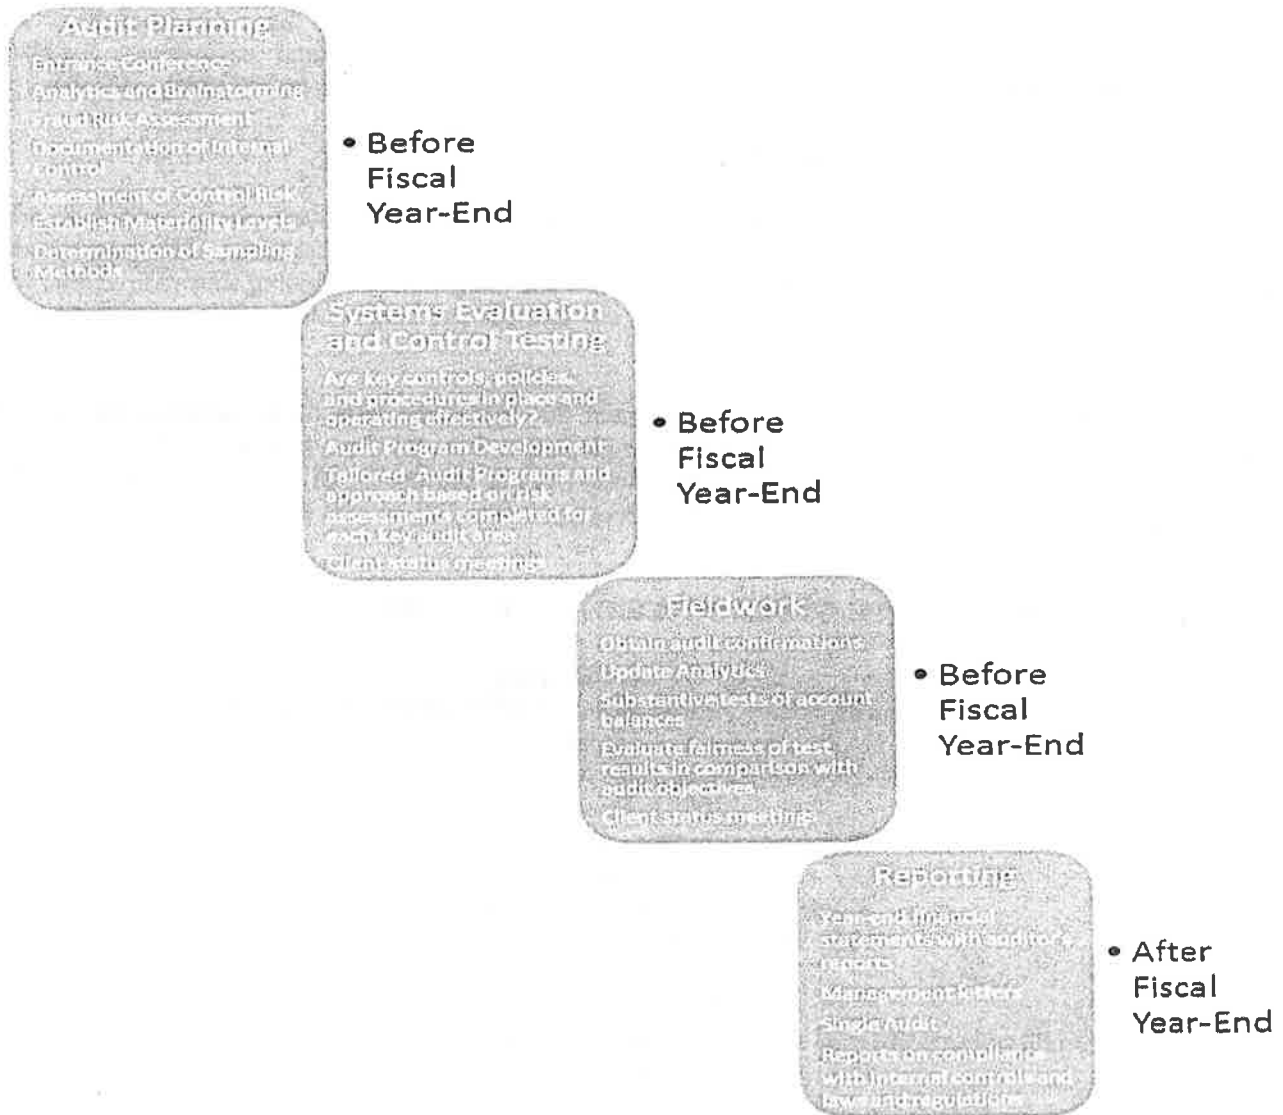 Audit Planning
Entrance Conference
Analytics and Brainstorming
Fraud Risk Assessment
Documentation of Internal
Control
Assessment of Control Risk
Establish Materiality Levels
Determination of Sampling
Methods
• Before
Fiscal
Year-End
Systems Evaluation
and Control Testing
Are key controls, policies,
and procedures in place and
operating effectively?
Audit Program Development
Tailored Audit Programs and
approach based on risk
assessments completed for
each key audit area
Client status meetings
• Before
Fiscal
Year-End
Fieldwork
Obtain audit confirmations
Update Analytics
Substantive tests of account
balances
Evaluate fairness of test
results in comparison with
audit objectives
Client status meetings
• Before
Fiscal
Year-End
Reporting
Year-end financial
statements with auditor's
reports
Management letters
Single Audit
Reports on compliance
with internal controls and
laws and regulations
• After
Fiscal
Year-End